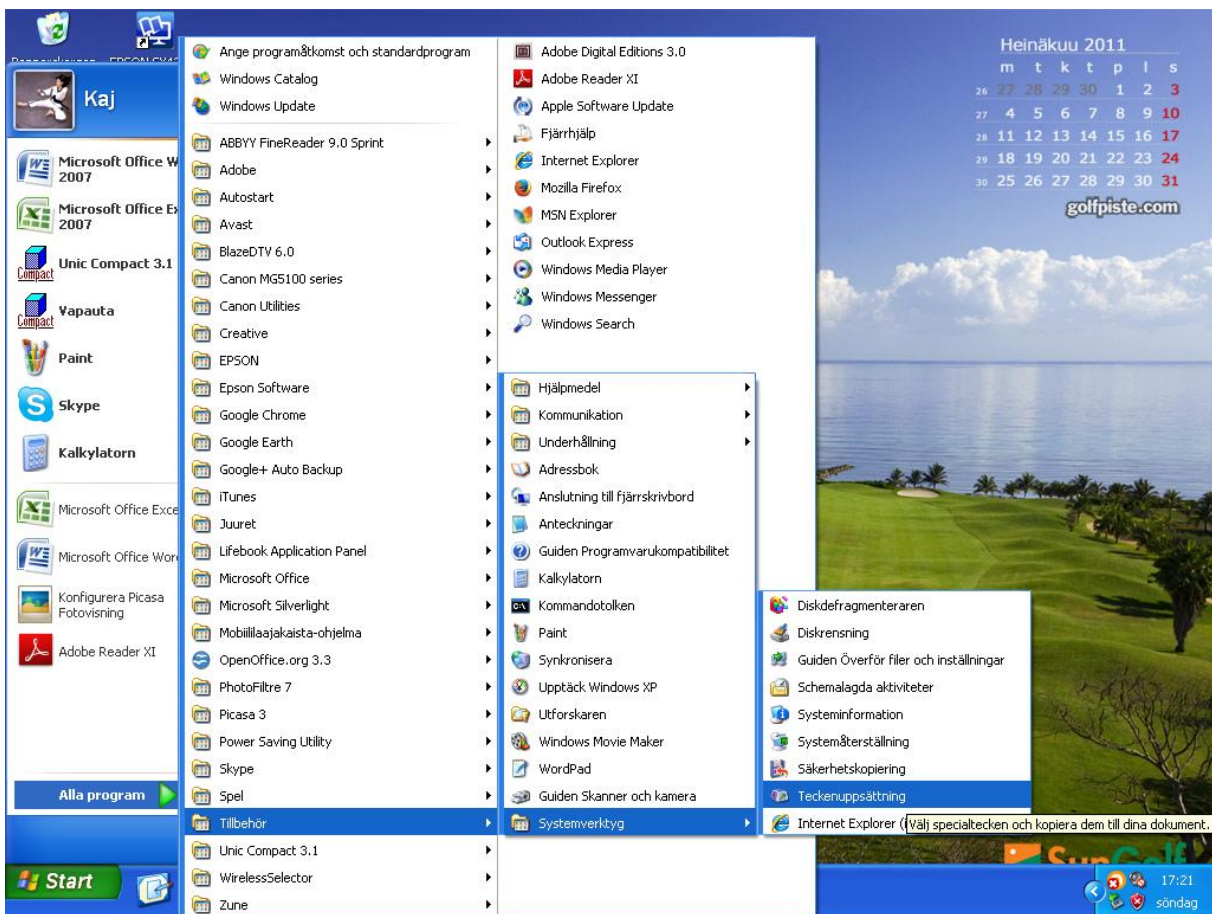 Kaj
Microsoft Office W
2007
Microsoft Office Ex
2007
Unic Compact 3.1
Compact
Vapauta
Compact
Paint
Skype
Kalkylatorn
Microsoft Office Exce
Microsoft Office Wor
Konfigurera Picasa
Fotovisning
Adobe Reader XI
Alla program
Start
Ange programåtkomst och standardprogram
Windows Catalog
Windows Update
ABBYY FineReader 9.0 Sprint
Adobe
Autostart
Avast
BlazeDTV 6.0
Canon MG5100 series
Canon Utilities
Creative
EPSON
Epson Software
Google Chrome
Google Earth
Google+ Auto Backup
iTunes
Juuret
Lifebook Application Panel
Microsoft Office
Microsoft Silverlight
Mobiililaajakaista-ohjelma
OpenOffice.org 3.3
PhotoFiltre 7
Picasa 3
Power Saving Utility
Skype
Spel
Tillbehör
Unic Compact 3.1
WirelessSelector
Zune
Adobe Digital Editions 3.0
Adobe Reader XI
Apple Software Update
Fjärrhjälp
Internet Explorer
Mozilla Firefox
MSN Explorer
Outlook Express
Windows Media Player
Windows Messenger
Windows Search
Hjälpmedel
Kommunikation
Underhållning
Adressbok
Anslutning till fjärrskrivbord
Anteckningar
Guiden Programvarukompatibilitet
Kalkylatorn
Kommandotolken
Paint
Synkronisera
Upptäck Windows XP
Utforskaren
Windows Movie Maker
WordPad
Guiden Skanner och kamera
Systemverktyg
Diskdefragmenteraren
Diskrensning
Guiden Överför filer och inställningar
Schemalagda aktiviteter
Systeminformation
Systemåterställning
Säkerhetskopiering
Teckenuppsättning
Internet Explorer (
Välj specialtecken och kopiera dem till dina dokument.
Heinäkuu 2011
m t k t p l s
26 27 28 29 30 1 2 3
27 4 5 6 7 8 9 10
28 11 12 13 14 15 16 17
29 18 19 20 21 22 23 24
30 25 26 27 28 29 30 31
golfpiste.com
SunGolf
17:21
söndag